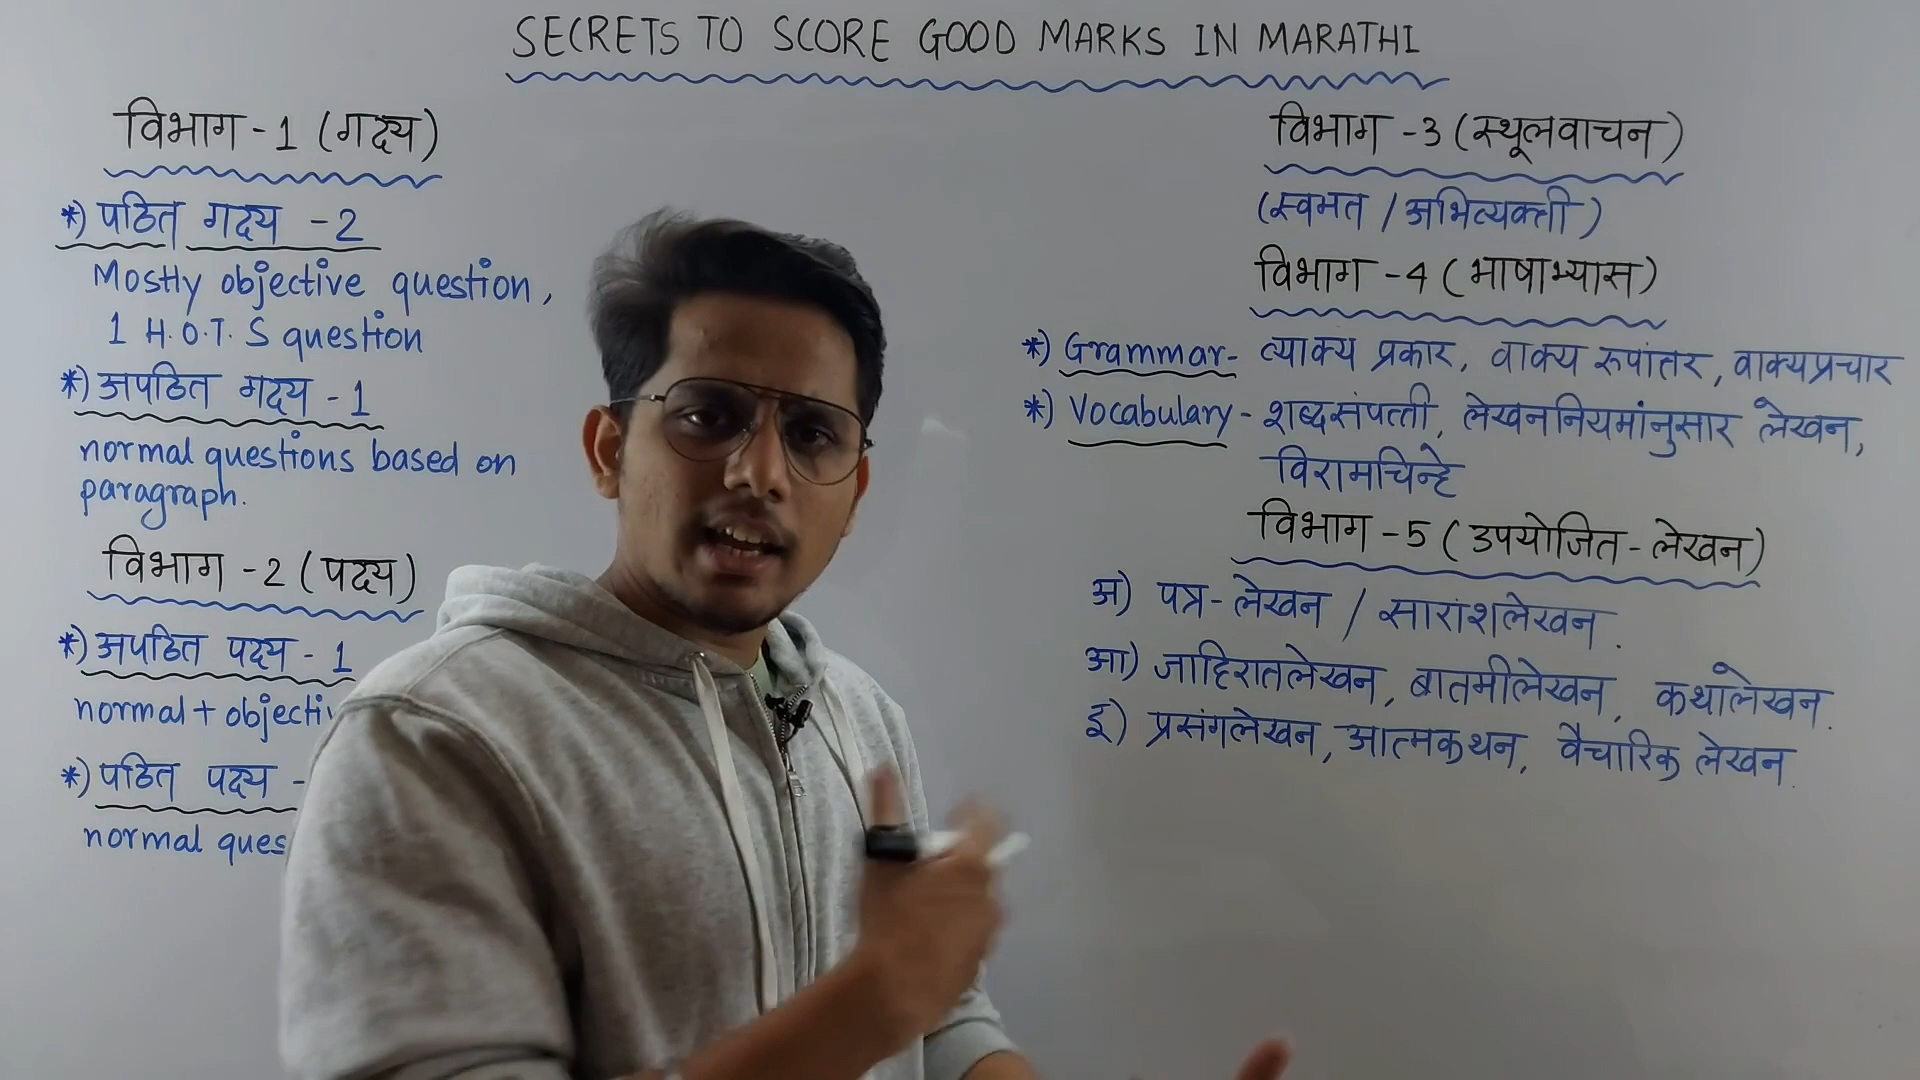 SECRETS TO SCORE GOOD MARKS IN MARATHI
विभाग - 1 (गद्य)
*) पठित गद्य - 2
Mostly objective question,
1 H.O.T.S question
*) अपठित गद्य - 1
normal questions based on
paragraph.
विभाग - 2 (पद्य)
*) अपठित पद्य - 1
normal + objecti
*) पठित पद्य -
normal ques
विभाग - 3 (स्थूलवाचन)
(स्वमत / अभिव्यक्ती)
विभाग - 4 (भाषाभ्यास)
*) Grammar - व्याक्य प्रकार, वाक्य रुपांतर, वाक्यप्रचार
*) Vocabulary - शब्दसंपत्ती, लेखननियमांनुसार लेखन,
विरामचिन्हे
विभाग - 5 (उपयोजित - लेखन)
अ) पत्र - लेखन / सारांशलेखन.
आ) जाहिरातलेखन, बातमीलेखन, कथालेखन.
इ) प्रसंगलेखन, आत्मकथन, वैचारिक लेखन.